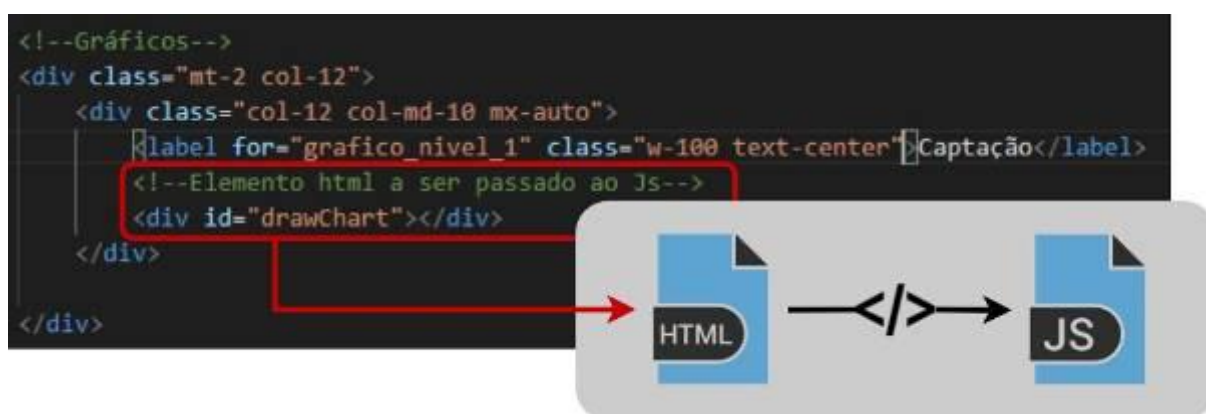 <!--Gráficos-->
<div class="mt-2 col-12">
<div class="col-12 col-md-10 mx-auto">
<label for="grafico_nivel_1" class="w-100 text-center">Captação</label>
<!--Elemento html a ser passado ao Js-->
<div id="drawChart"></div>
</div>
</div>
HTML
</>
JS